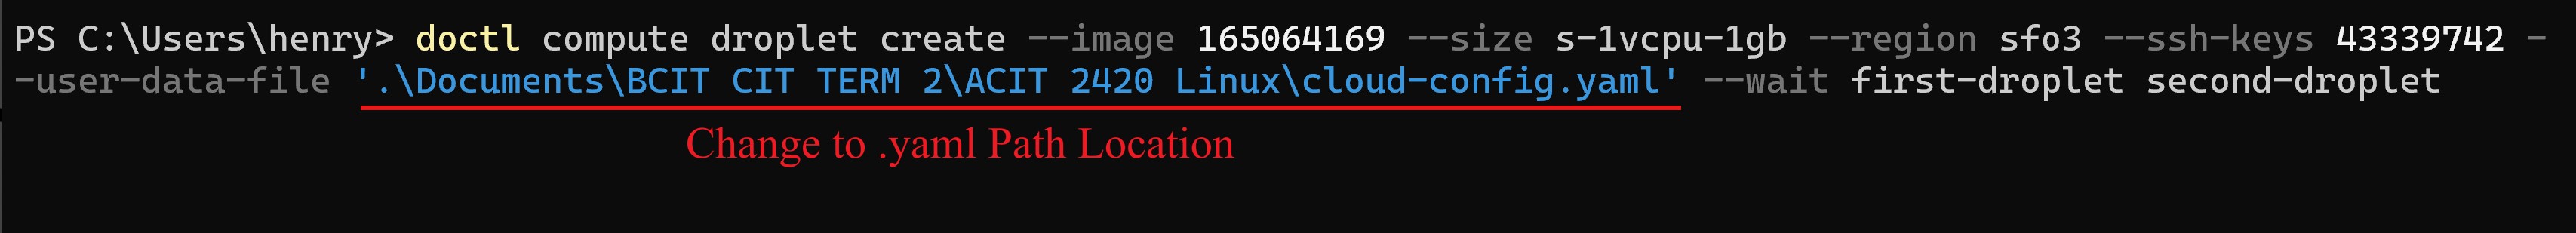 PS C:\Users\henry> doctl compute droplet create --image 165064169 --size s-1vcpu-1gb --region sfo3 --ssh-keys 43339742 -
-user-data-file '.\Documents\BCIT CIT TERM 2\ACIT 2420 Linux\cloud-config.yaml' --wait first-droplet second-droplet
Change to .yaml Path Location